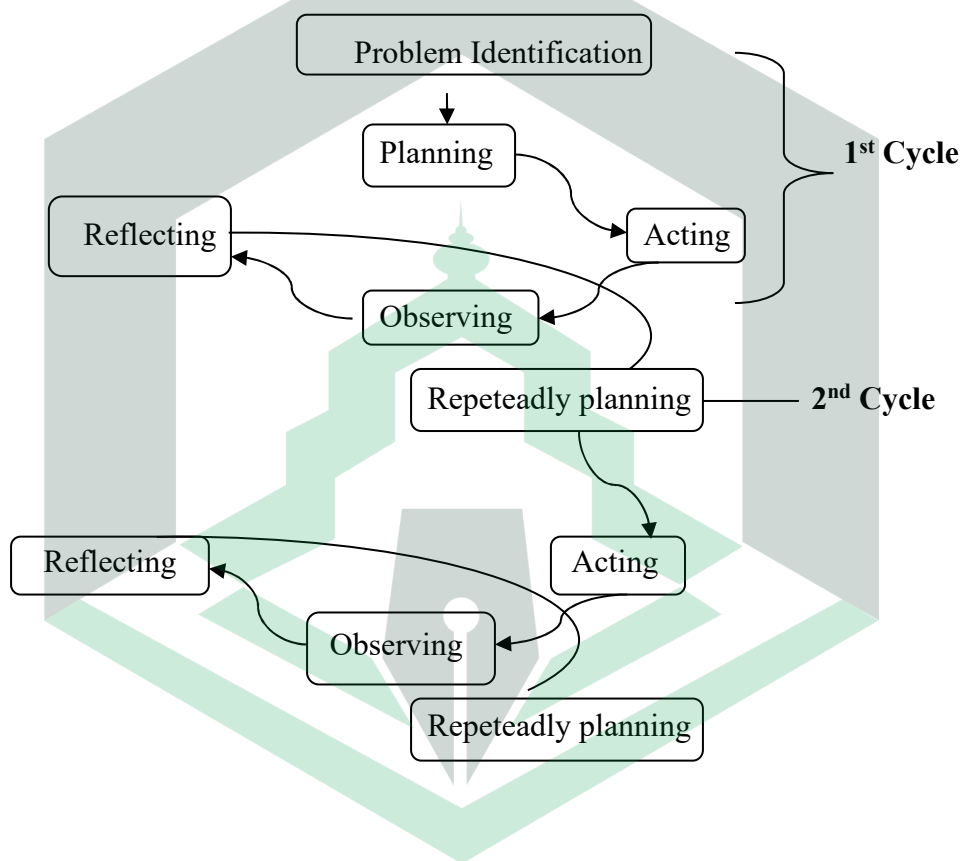 Problem Identification
1st Cycle
Planning
Reflecting
Acting
Observing
Repeteadly planning
2nd Cycle
Reflecting
Acting
Observing
Repeteadly planning